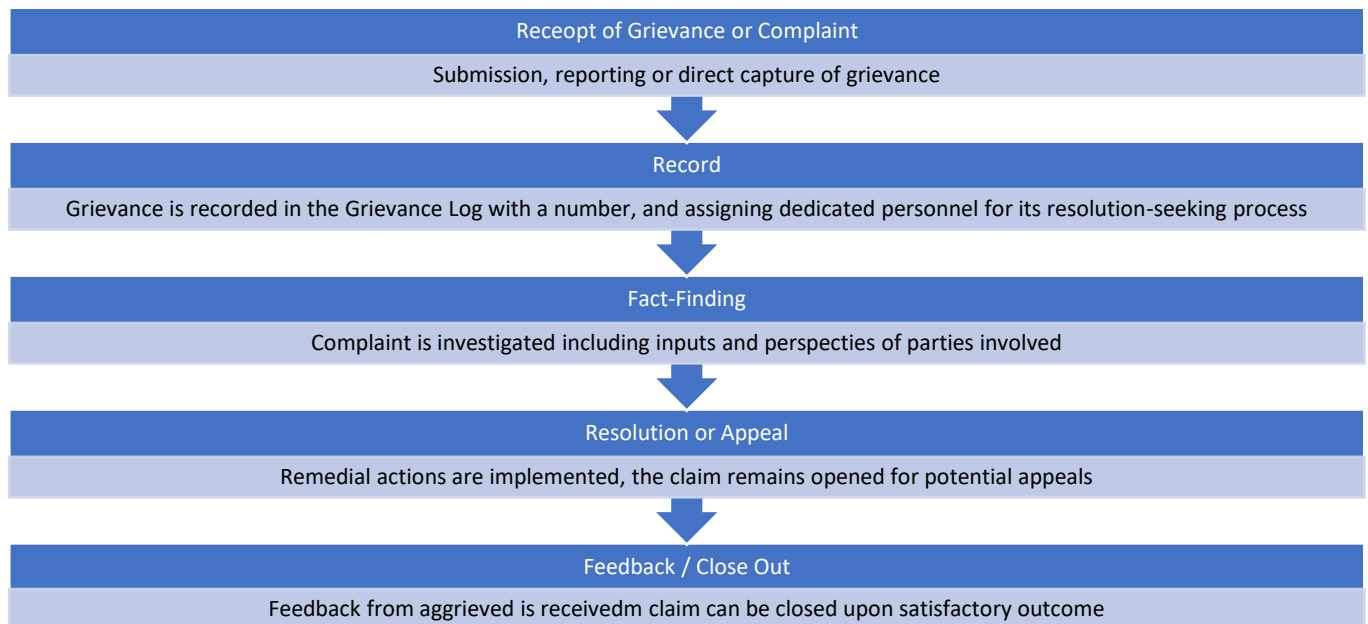 Receopt of Grievance or Complaint
Submission, reporting or direct capture of grievance
Record
Grievance is recorded in the Grievance Log with a number, and assigning dedicated personnel for its resolution-seeking process
Fact-Finding
Complaint is investigated including inputs and perspecties of parties involved
Resolution or Appeal
Remedial actions are implemented, the claim remains opened for potential appeals
Feedback / Close Out
Feedback from aggrieved is receivedm claim can be closed upon satisfactory outcome